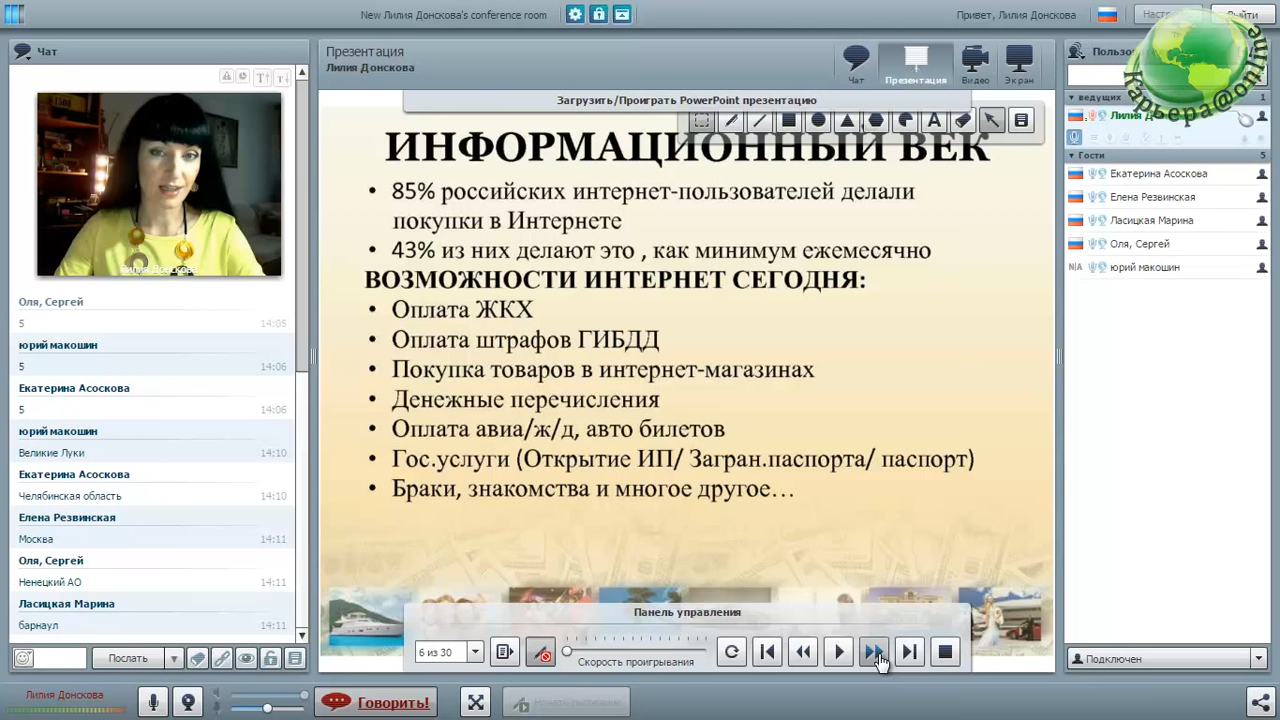 New Лилия Донскова's conference room
Привет, Лилия Донскова
Выйти
Чат
Лилия Донскова
Оля, Сергей
5
14:05
юрий макошин
5
14:06
Екатерина Асоскова
5
14:06
юрий макошин
Великие Луки
14:10
Екатерина Асоскова
Челябинская область
14:10
Елена Резвинская
Москва
14:11
Оля, Сергей
Ненецкий АО
14:11
Ласицкая Марина
барнаул
14:11
Послать
Презентация
Лилия Донскова
Чат
Презентация
Видео
Экран
Загрузить/Проиграть PowerPoint презентацию
ИНФОРМАЦИОННЫЙ ВЕК
• 85% российских интернет-пользователей делали
покупки в Интернете
• 43% из них делают это , как минимум ежемесячно
ВОЗМОЖНОСТИ ИНТЕРНЕТ СЕГОДНЯ:
• Оплата ЖКХ
• Оплата штрафов ГИБДД
• Покупка товаров в интернет-магазинах
• Денежные перечисления
• Оплата авиа/ж/д, авто билетов
• Гос.услуги (Открытие ИП/ Загран.паспорта/ паспорт)
• Браки, знакомства и многое другое…
Панель управления
6 из 30
Скорость проигрывания
Карьера@online
ведущих
1
Гости
5
Екатерина Асоскова
Елена Резвинская
Ласицкая Марина
Оля, Сергей
N/A
юрий макошин
Подключен
Лилия Донскова
Говорить!